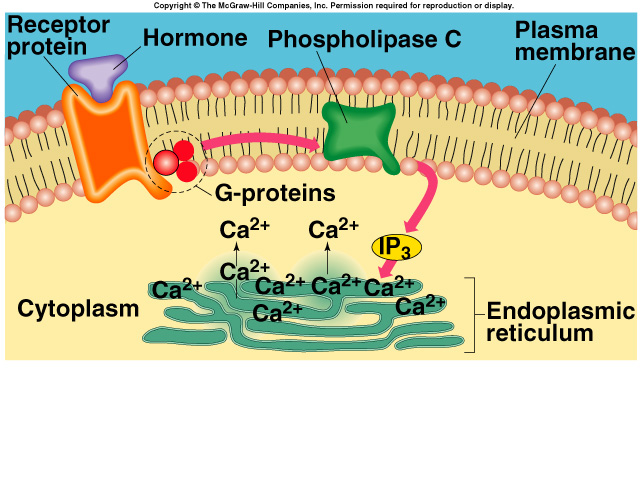 Copyright © The McGraw-Hill Companies, Inc. Permission required for reproduction or display.
Receptor
protein
Hormone
Phospholipase C
Plasma
membrane
G-proteins
Ca2+
Ca2+
IP3
Ca2+
Ca2+
Ca2+
Ca2+
Ca2+
Ca2+
Ca2+
Cytoplasm
Endoplasmic
reticulum